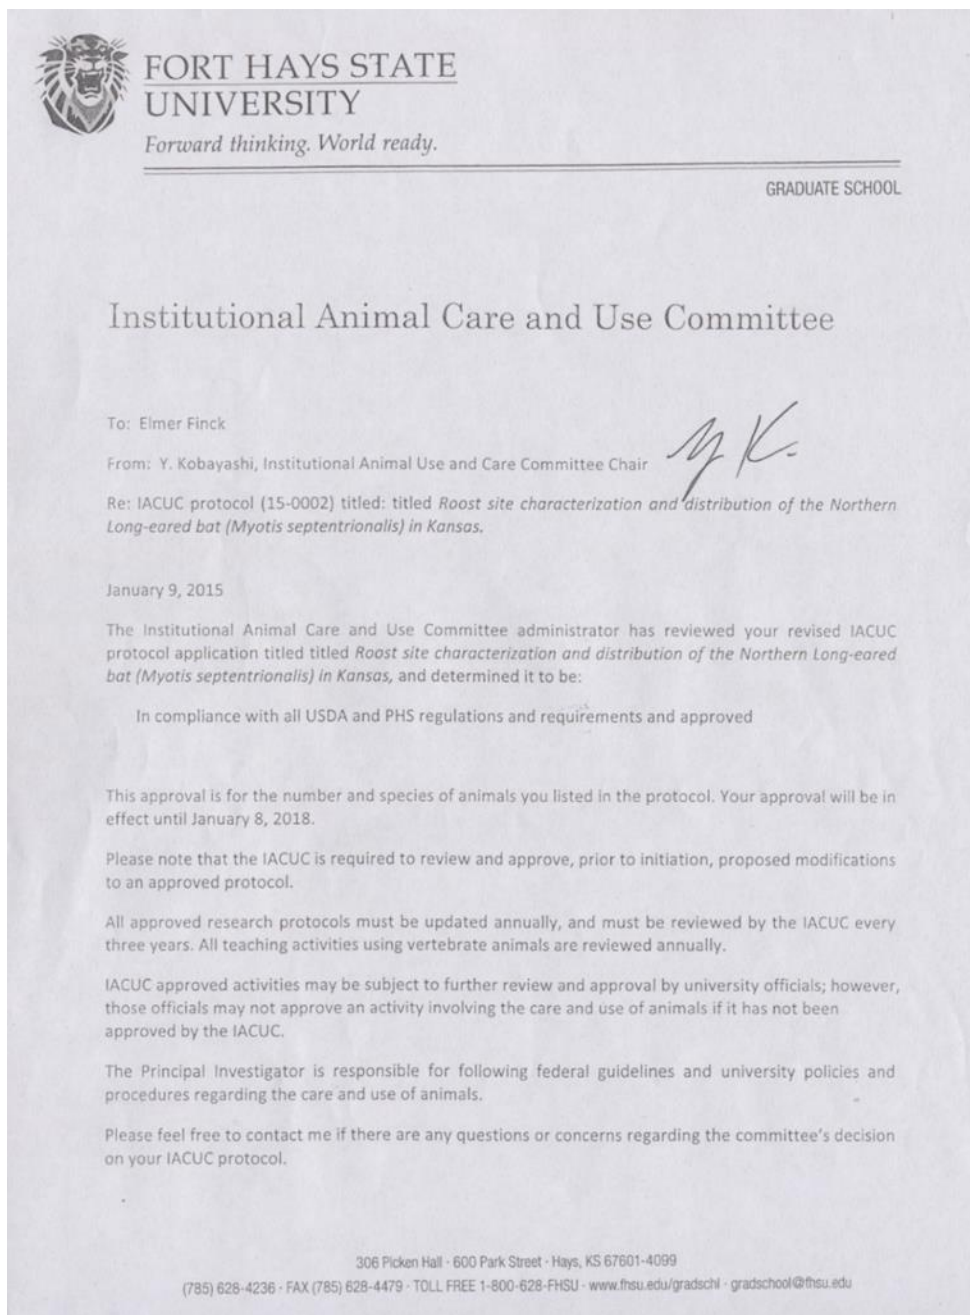 FORT HAYS STATE
UNIVERSITY
Forward thinking. World ready.
GRADUATE SCHOOL
Institutional Animal Care and Use Committee
To: Elmer Finck
From: Y. Kobayashi, Institutional Animal Use and Care Committee Chair
Y K.
Re: IACUC protocol (15-0002) titled: titled Roost site characterization and distribution of the Northern
Long-eared bat (Myotis septentrionalis) in Kansas.
January 9, 2015
The Institutional Animal Care and Use Committee administrator has reviewed your revised IACUC
protocol application titled titled Roost site characterization and distribution of the Northern Long-eared
bat (Myotis septentrionalis) in Kansas, and determined it to be:
In compliance with all USDA and PHS regulations and requirements and approved
This approval is for the number and species of animals you listed in the protocol. Your approval will be in
effect until January 8, 2018.
Please note that the IACUC is required to review and approve, prior to initiation, proposed modifications
to an approved protocol.
All approved research protocols must be updated annually, and must be reviewed by the IACUC every
three years. All teaching activities using vertebrate animals are reviewed annually.
IACUC approved activities may be subject to further review and approval by university officials; however,
those officials may not approve an activity involving the care and use of animals if it has not been
approved by the IACUC.
The Principal Investigator is responsible for following federal guidelines and university policies and
procedures regarding the care and use of animals.
Please feel free to contact me if there are any questions or concerns regarding the committee's decision
on your IACUC protocol.
306 Picken Hall - 600 Park Street - Hays, KS 67601-4099
(785) 628-4236 - FAX (785) 628-4479 - TOLL FREE 1-800-628-FHSU - www.fhsu.edu/gradschl - gradschool@fhsu.edu